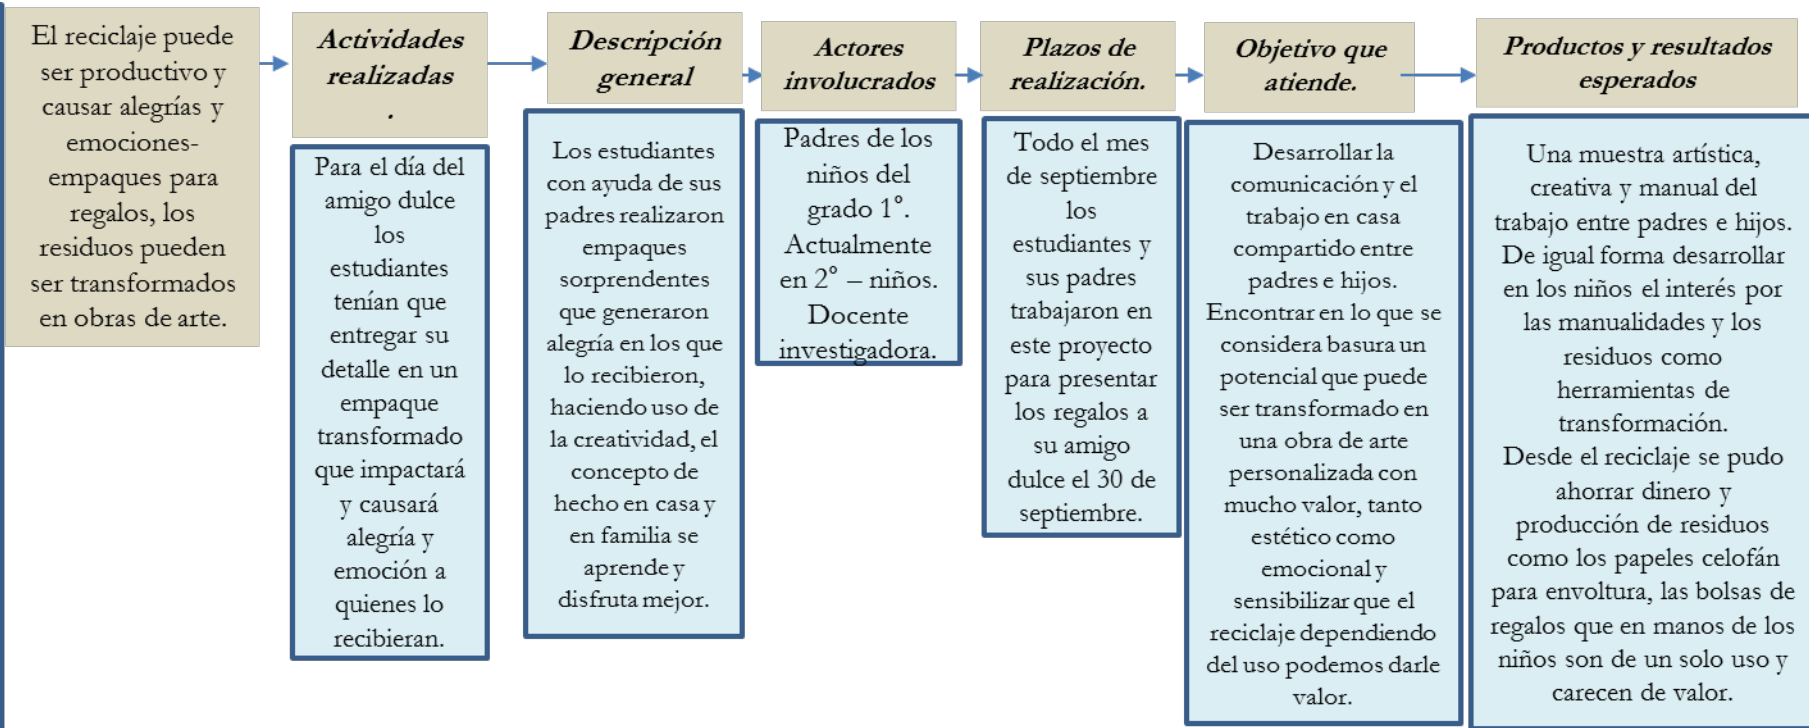 El reciclaje puede
ser productivo y
causar alegrías y
emociones-
empaques para
regalos, los
residuos pueden
ser transformados
en obras de arte.
Actividades
realizadas
.
Para el día del
amigo dulce
los
estudiantes
tenían que
entregar su
detalle en un
empaque
transformado
que impactará
y causará
alegría y
emoción a
quienes lo
recibieran.
Descripción
general
Los estudiantes
con ayuda de sus
padres realizaron
empaques
sorprendentes
que generaron
alegría en los que
lo recibieron,
haciendo uso de
la creatividad, el
concepto de
hecho en casa y
en familia se
aprende y
disfruta mejor.
Actores
involucrados
Padres de los
niños del
grado 1°.
Actualmente
en 2° – niños.
Docente
investigadora.
Plazos de
realización.
Todo el mes
de septiembre
los
estudiantes y
sus padres
trabajaron en
este proyecto
para presentar
los regalos a
su amigo
dulce el 30 de
septiembre.
Objetivo que
atiende.
Desarrollar la
comunicación y el
trabajo en casa
compartido entre
padres e hijos.
Encontrar en lo que se
considera basura un
potencial que puede
ser transformado en
una obra de arte
personalizada con
mucho valor, tanto
estético como
emocional y
sensibilizar que el
reciclaje dependiendo
del uso podemos darle
valor.
Productos y resultados
esperados
Una muestra artística,
creativa y manual del
trabajo entre padres e hijos.
De igual forma desarrollar
en los niños el interés por
las manualidades y los
residuos como
herramientas de
transformación.
Desde el reciclaje se pudo
ahorrar dinero y
producción de residuos
como los papeles celofán
para envoltura, las bolsas de
regalos que en manos de los
niños son de un solo uso y
carecen de valor.